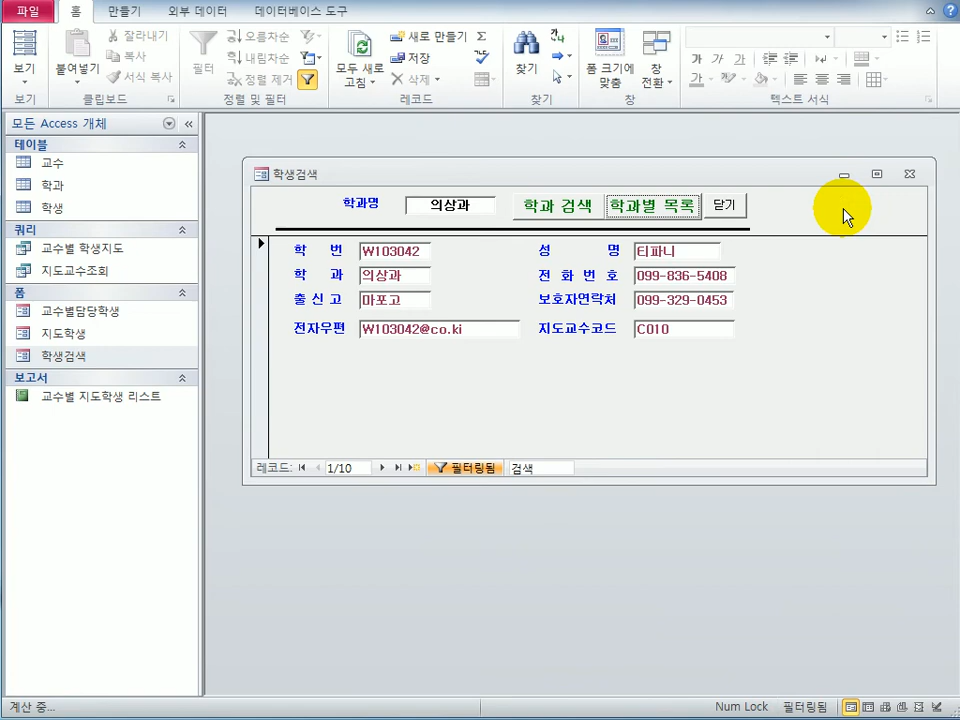 파일 홈 만들기 외부 데이터 데이터베이스 도구
보기 붙여넣기 잘라내기 복사 서식 복사 필터 오름차순 내림차순 정렬 제거 모두 새로 고침 새로 만들기 저장 삭제 찾기 폼 크기에 맞춤 창 전환 가 가 가 가
보기 클립보드 정렬 및 필터 레코드 찾기 창 텍스트 서식
모든 Access 개체
테이블
교수
학과
학생
쿼리
교수별 학생지도
지도교수조회
폼
교수별담당학생
지도학생
학생검색
보고서
교수별 지도학생 리스트
학생검색
학과명 의상과 학과 검색 학과별 목록 닫기
학 번 W103042 성 명 티파니
학 과 의상과 전 화 번 호 099-836-5408
출 신 고 마포고 보호자연락처 099-329-0453
전자우편 W103042@co.ki 지도교수코드 C010
레코드: 1/10 필터링됨 검색
계산 중... Num Lock 필터링됨